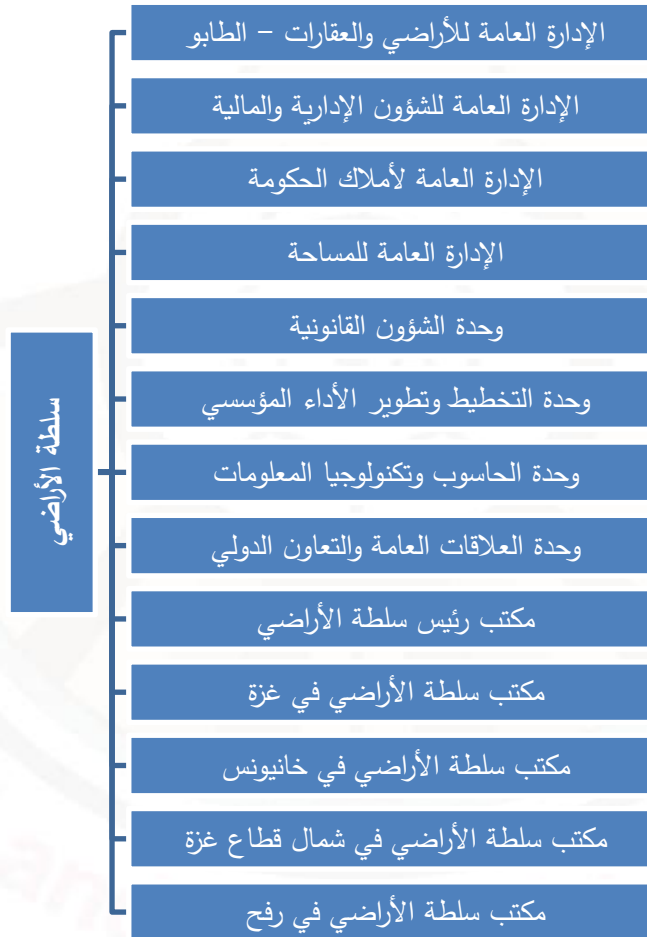 الإدارة العامة للأراضي والعقارات – الطابو
الإدارة العامة للشؤون الإدارية والمالية
الإدارة العامة لأملاك الحكومة
الإدارة العامة للمساحة
وحدة الشؤون القانونية
وحدة التخطيط وتطوير الأداء المؤسسي
سلطة الأراضي
وحدة الحاسوب وتكنولوجيا المعلومات
وحدة العلاقات العامة والتعاون الدولي
مكتب رئيس سلطة الأراضي
مكتب سلطة الأراضي في غزة
مكتب سلطة الأراضي في خانيونس
مكتب سلطة الأراضي في شمال قطاع غزة
مكتب سلطة الأراضي في رفح